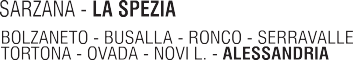 SARZANA - LA SPEZIA
BOLZANETO - BUSALLA - RONCO - SERRAVALLE
TORTONA - OVADA - NOVI L. - ALESSANDRIA